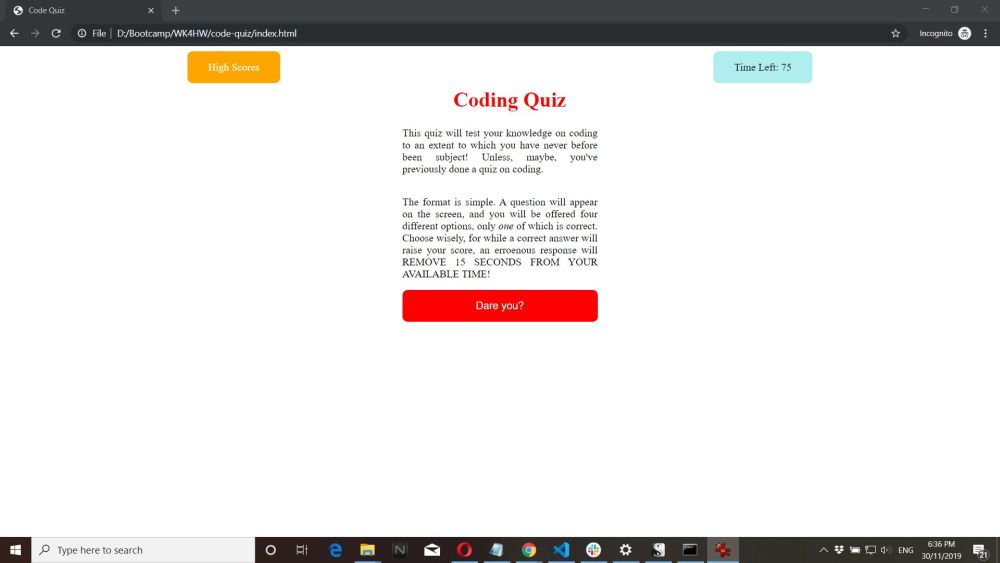 Code Quiz
File | D:/Bootcamp/WK4HW/code-quiz/index.html
Incognito
High Scores
Time Left: 75
Coding Quiz
This quiz will test your knowledge on coding
to an extent to which you have never before
been subject! Unless, maybe, you've
previously done a quiz on coding.
The format is simple. A question will appear
on the screen, and you will be offered four
different options, only one of which is correct.
Choose wisely, for while a correct answer will
raise your score, an erroenous response will
REMOVE 15 SECONDS FROM YOUR
AVAILABLE TIME!
Dare you?
Type here to search
ENG
6:36 PM
30/11/2019
21